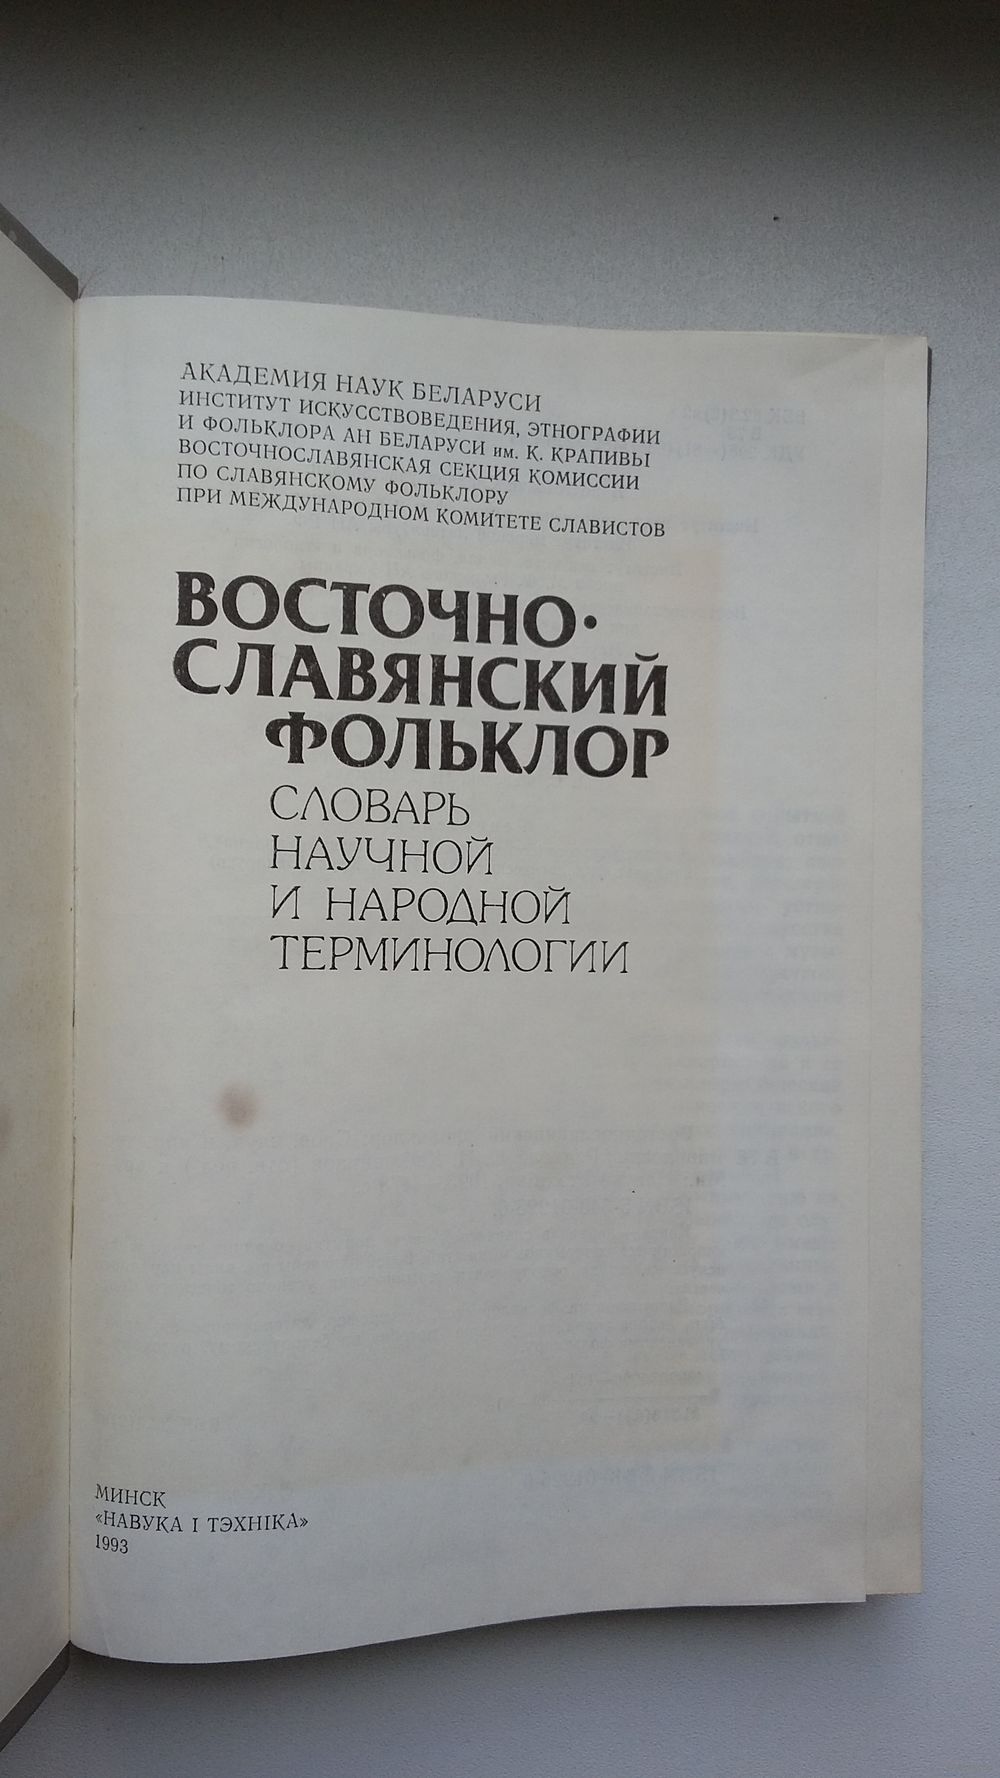 АКАДЕМИЯ НАУК БЕЛАРУСИ
ИНСТИТУТ ИСКУССТВОВЕДЕНИЯ, ЭТНОГРАФИИ
И ФОЛЬКЛОРА АН БЕЛАРУСИ им. К. КРАПИВЫ
ВОСТОЧНОСЛАВЯНСКАЯ СЕКЦИЯ КОМИССИИ
ПО СЛАВЯНСКОМУ ФОЛЬКЛОРУ
ПРИ МЕЖДУНАРОДНОМ КОМИТЕТЕ СЛАВИСТОВ
ВОСТОЧНО-
СЛАВЯНСКИЙ
ФОЛЬКЛОР
СЛОВАРЬ
НАУЧНОЙ
И НАРОДНОЙ
ТЕРМИНОЛОГИИ
МИНСК
«НАВУКА І ТЭХНІКА»
1993